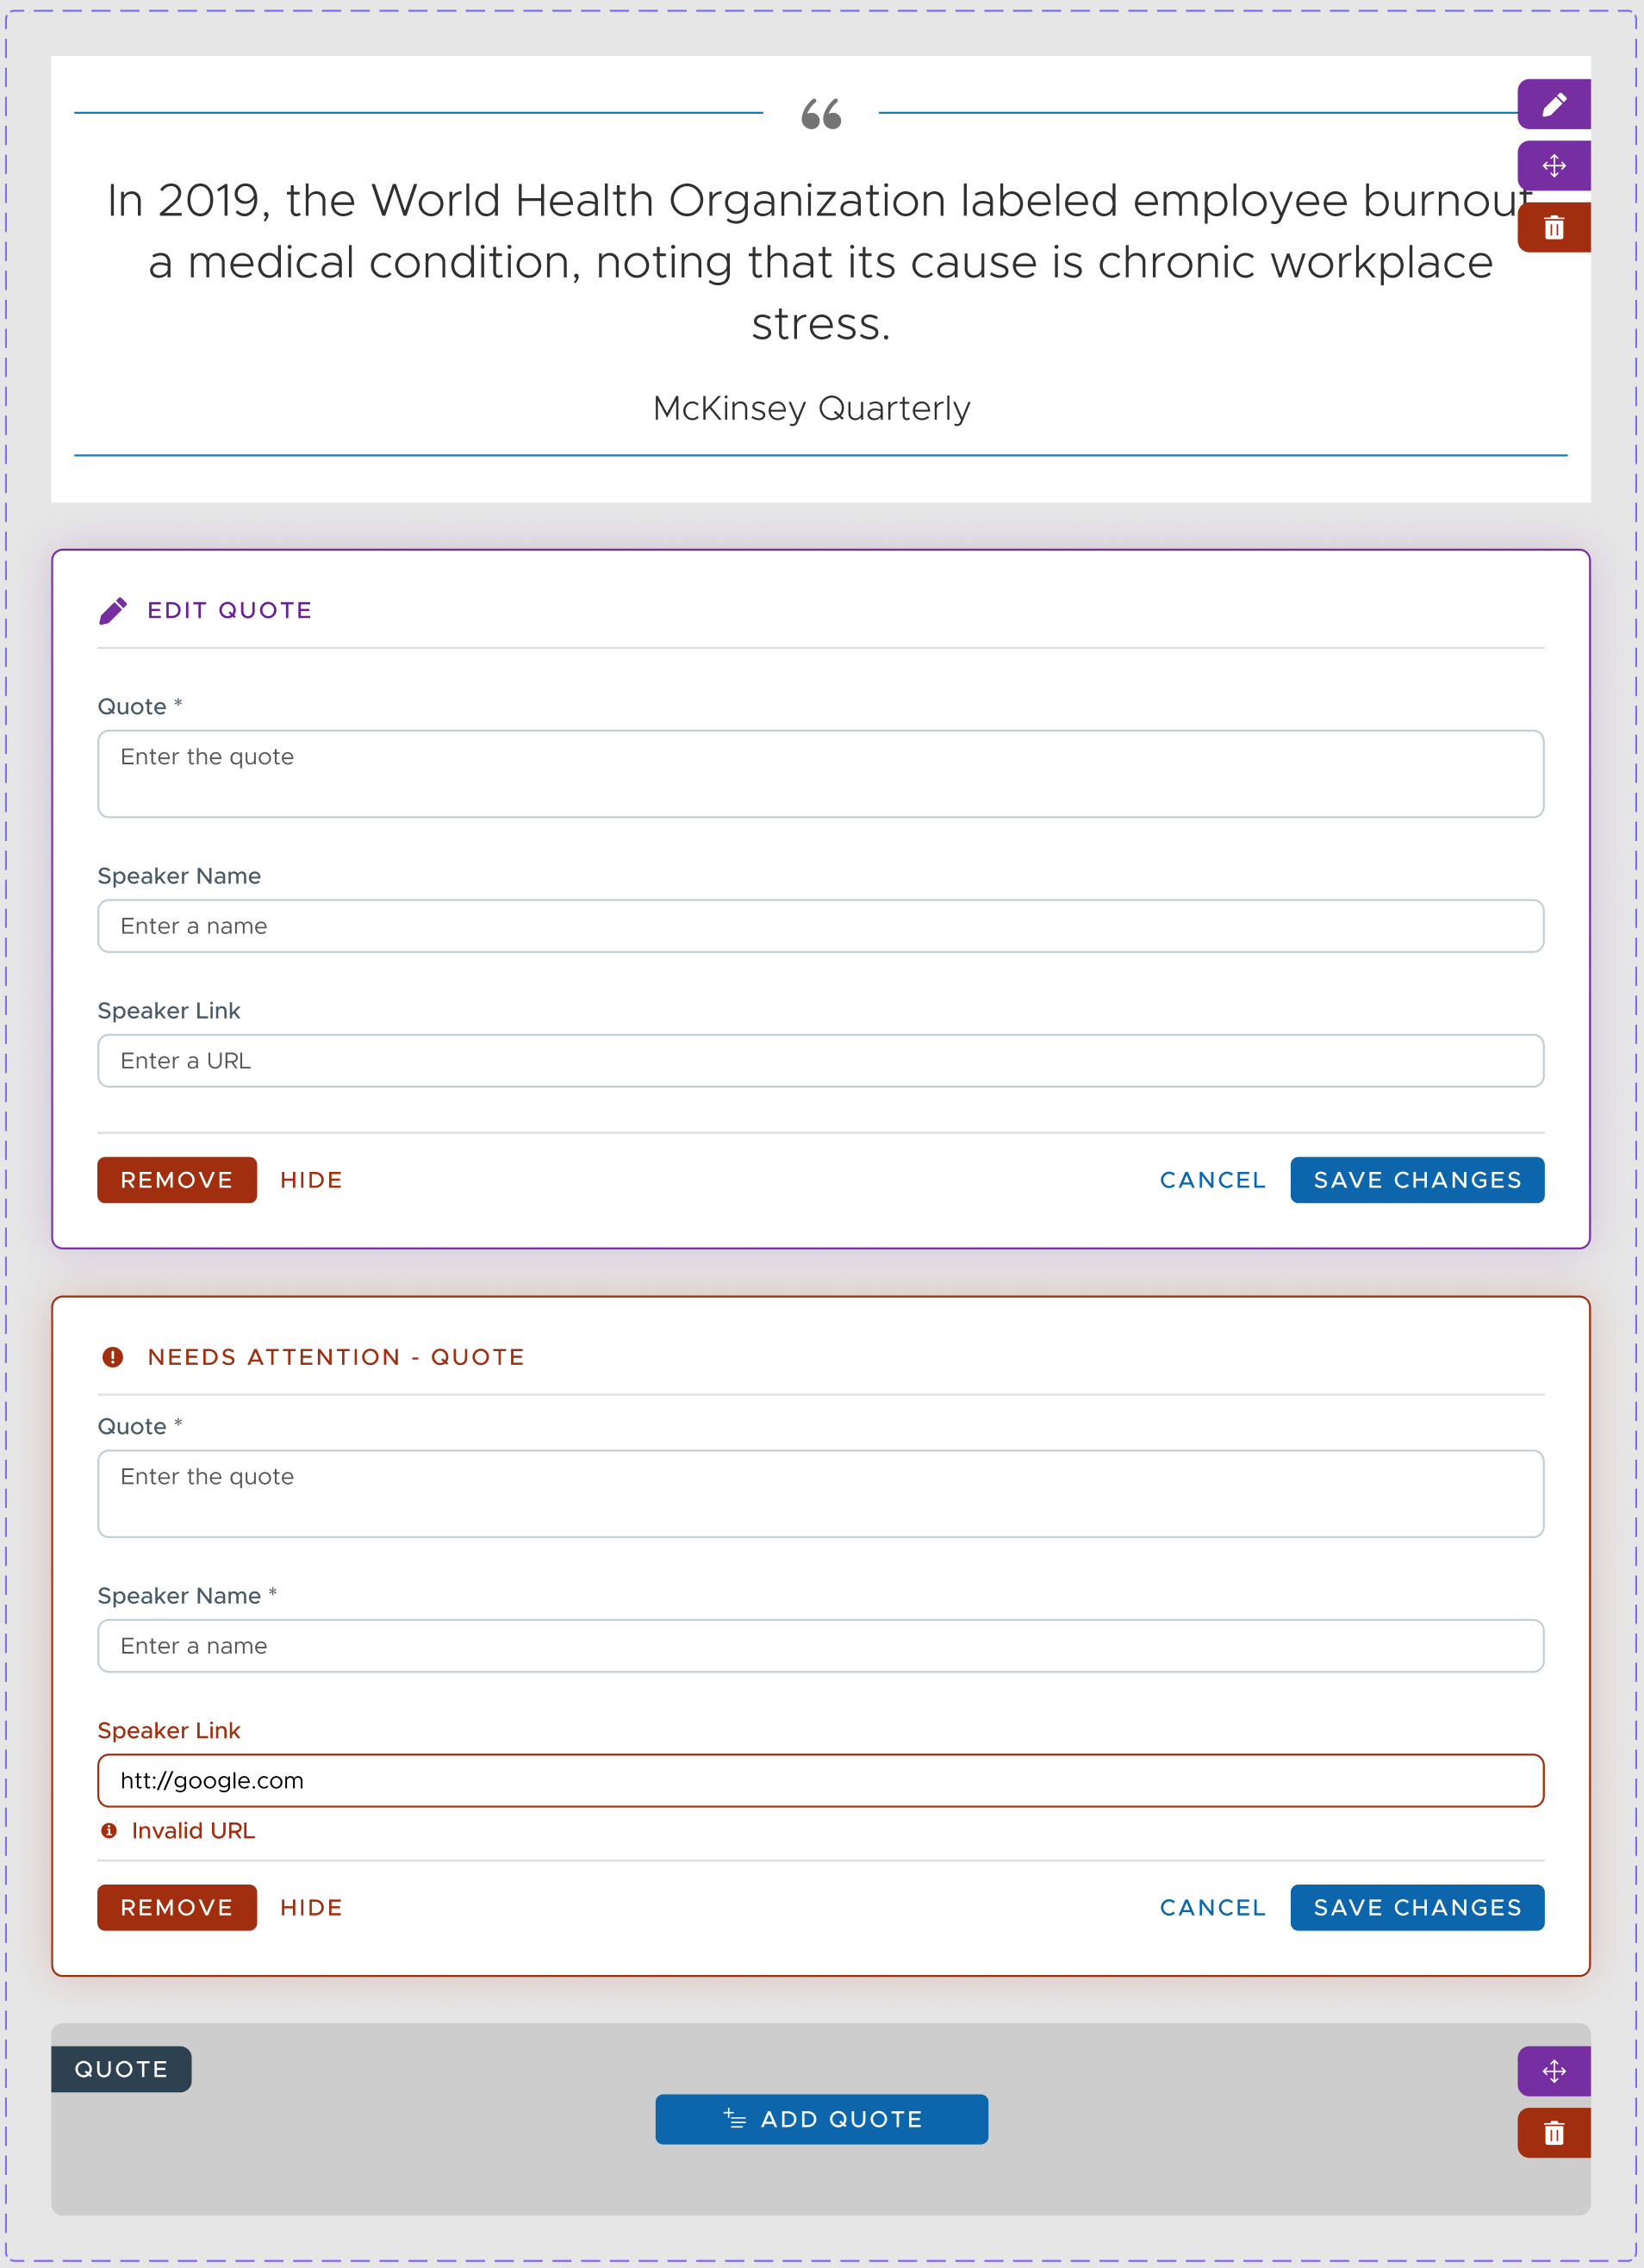 “
In 2019, the World Health Organization labeled employee burnout
a medical condition, noting that its cause is chronic workplace
stress.
McKinsey Quarterly
EDIT QUOTE
Quote *
Enter the quote
Speaker Name
Enter a name
Speaker Link
Enter a URL
REMOVE HIDE CANCEL SAVE CHANGES
NEEDS ATTENTION - QUOTE
Quote *
Enter the quote
Speaker Name *
Enter a name
Speaker Link
htt://google.com
Invalid URL
REMOVE HIDE CANCEL SAVE CHANGES
QUOTE
ADD QUOTE